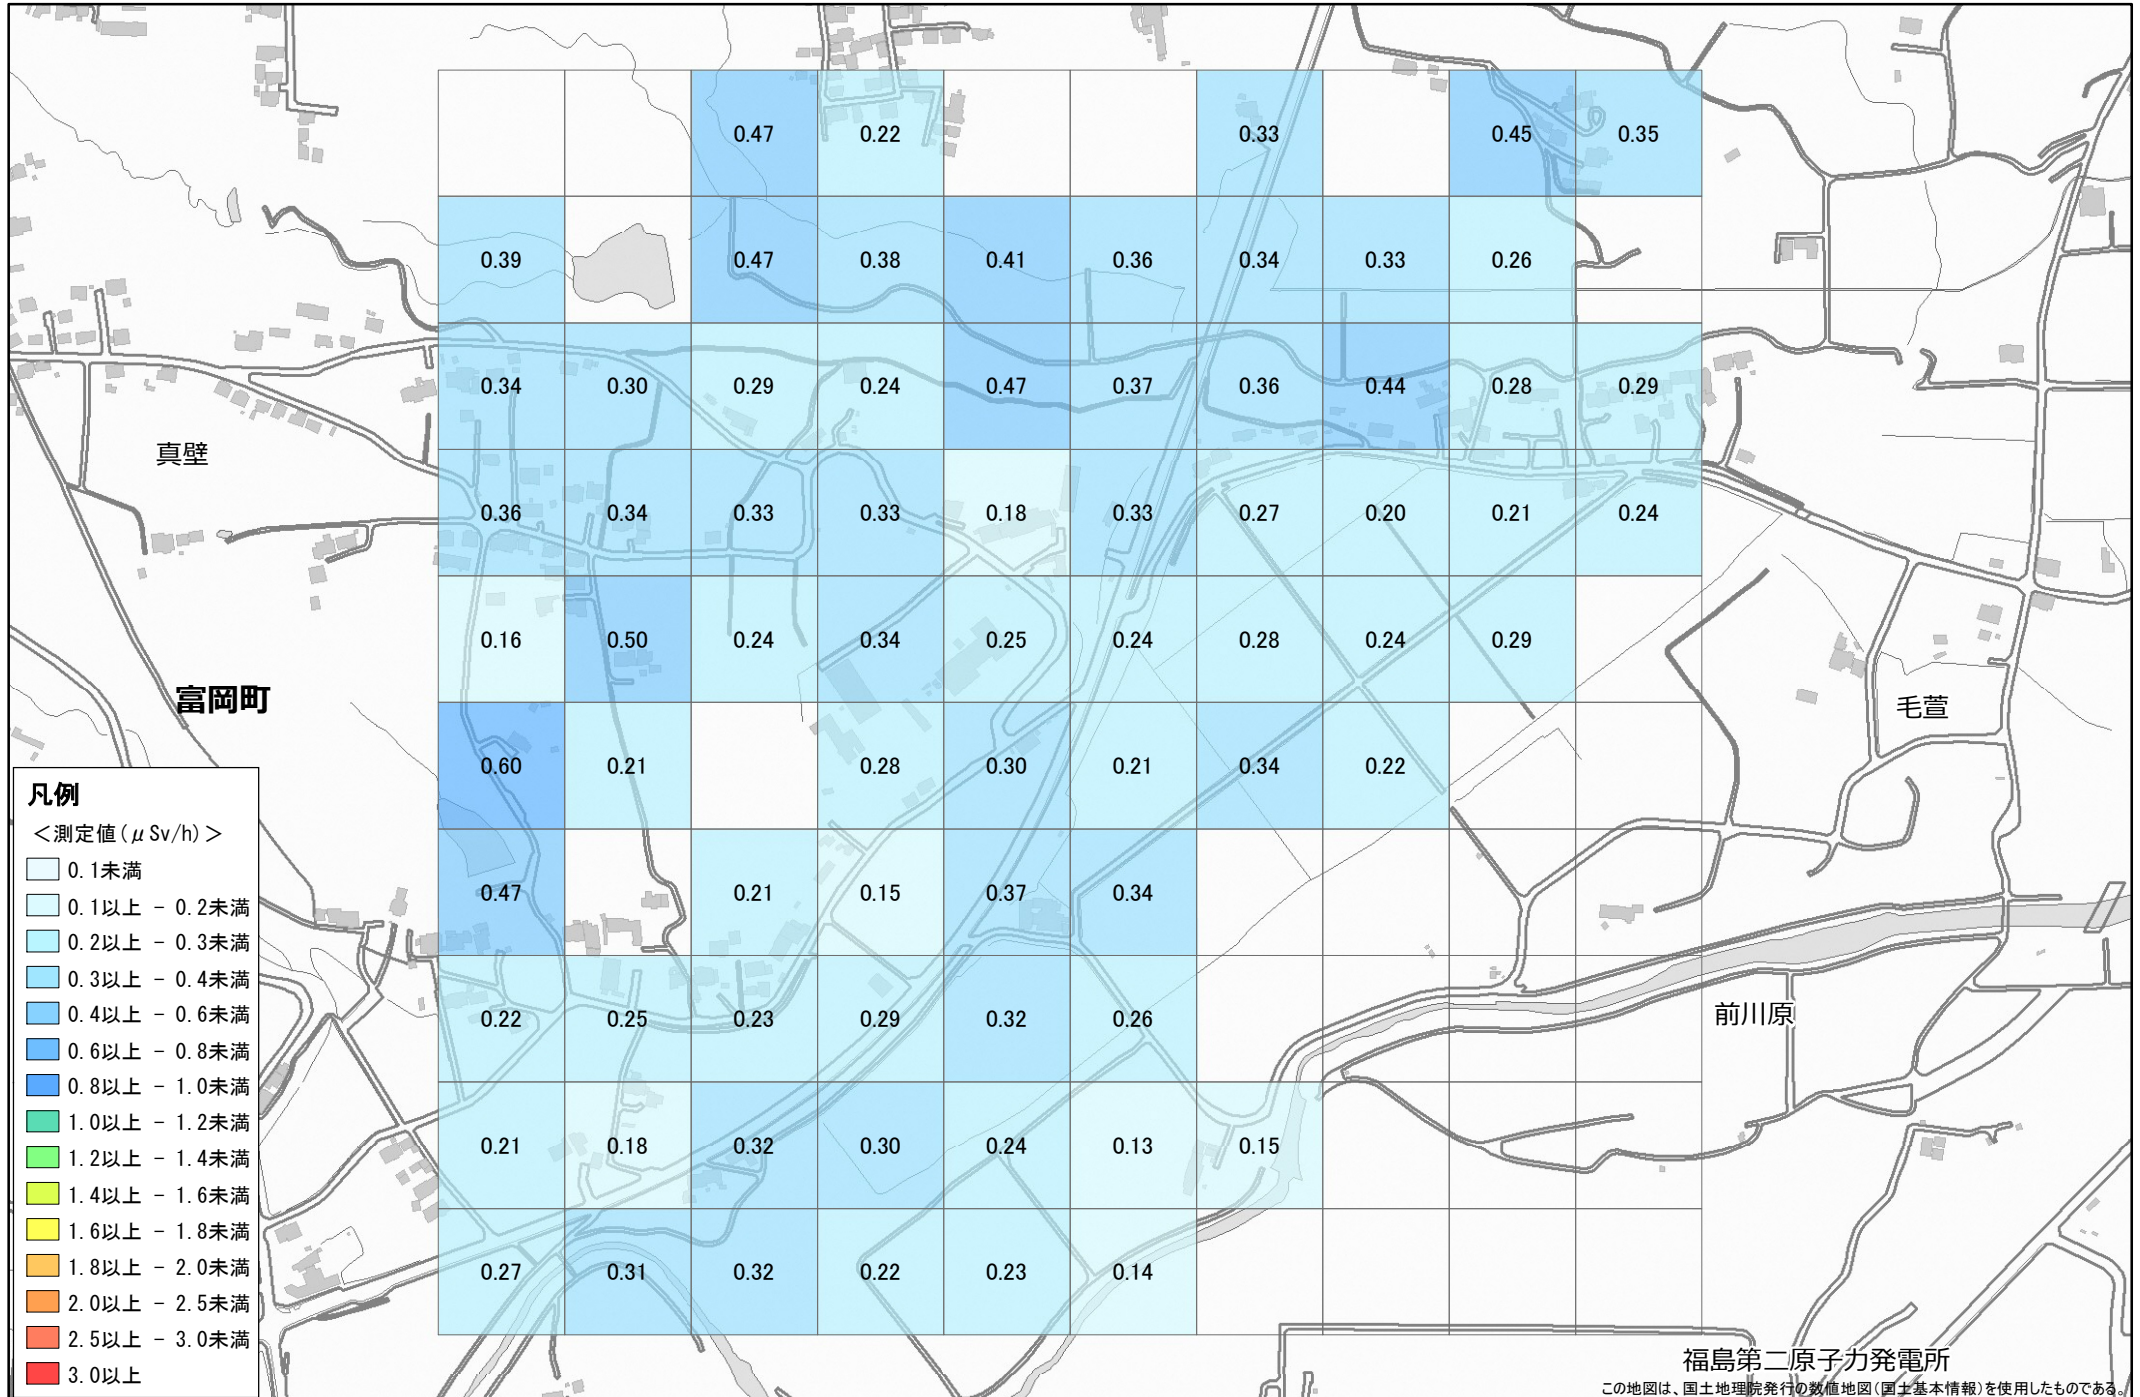 0.47 0.22 0.33 0.45 0.35
0.39 0.47 0.38 0.41 0.36 0.34 0.33 0.26
0.34 0.30 0.29 0.24 0.47 0.37 0.36 0.44 0.28 0.29
真壁
0.36 0.34 0.33 0.33 0.18 0.33 0.27 0.20 0.21 0.24
0.16 0.50 0.24 0.34 0.25 0.24 0.28 0.24 0.29
富岡町
毛萱
0.60 0.21 0.28 0.30 0.21 0.34 0.22
0.47 0.21 0.15 0.37 0.34
0.22 0.25 0.23 0.29 0.32 0.26
前川原
0.21 0.18 0.32 0.30 0.24 0.13 0.15
0.27 0.31 0.32 0.22 0.23 0.14
凡例
＜測定値(μSv/h)＞
0.1未満
0.1以上 － 0.2未満
0.2以上 － 0.3未満
0.3以上 － 0.4未満
0.4以上 － 0.6未満
0.6以上 － 0.8未満
0.8以上 － 1.0未満
1.0以上 － 1.2未満
1.2以上 － 1.4未満
1.4以上 － 1.6未満
1.6以上 － 1.8未満
1.8以上 － 2.0未満
2.0以上 － 2.5未満
2.5以上 － 3.0未満
3.0以上
福島第二原子力発電所
この地図は、国土地理院発行の数値地図(国土基本情報)を使用したものである。